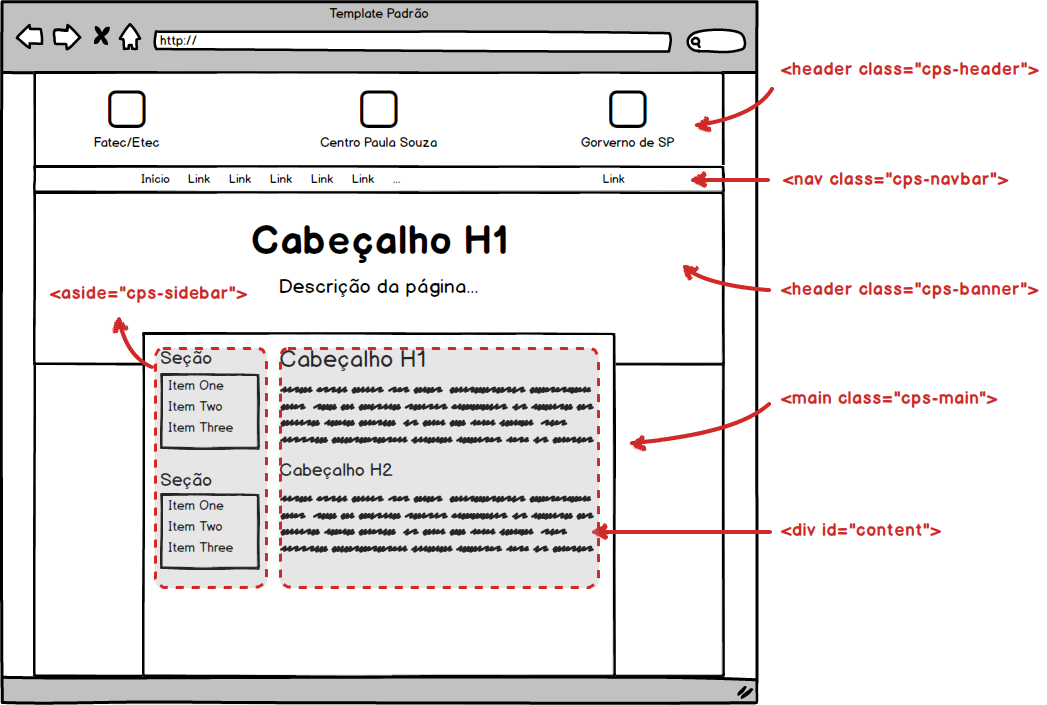 Template Padrão
http://
<header class="cps-header">
Fatec/Etec
Centro Paula Souza
Gorverno de SP
Início Link Link Link Link Link ... Link
<nav class="cps-navbar">
Cabeçalho H1
Descrição da página...
<header class="cps-banner">
<aside="cps-sidebar">
Seção
Item One
Item Two
Item Three
Seção
Item One
Item Two
Item Three
Cabeçalho H1
Cabeçalho H2
<main class="cps-main">
<div id="content">